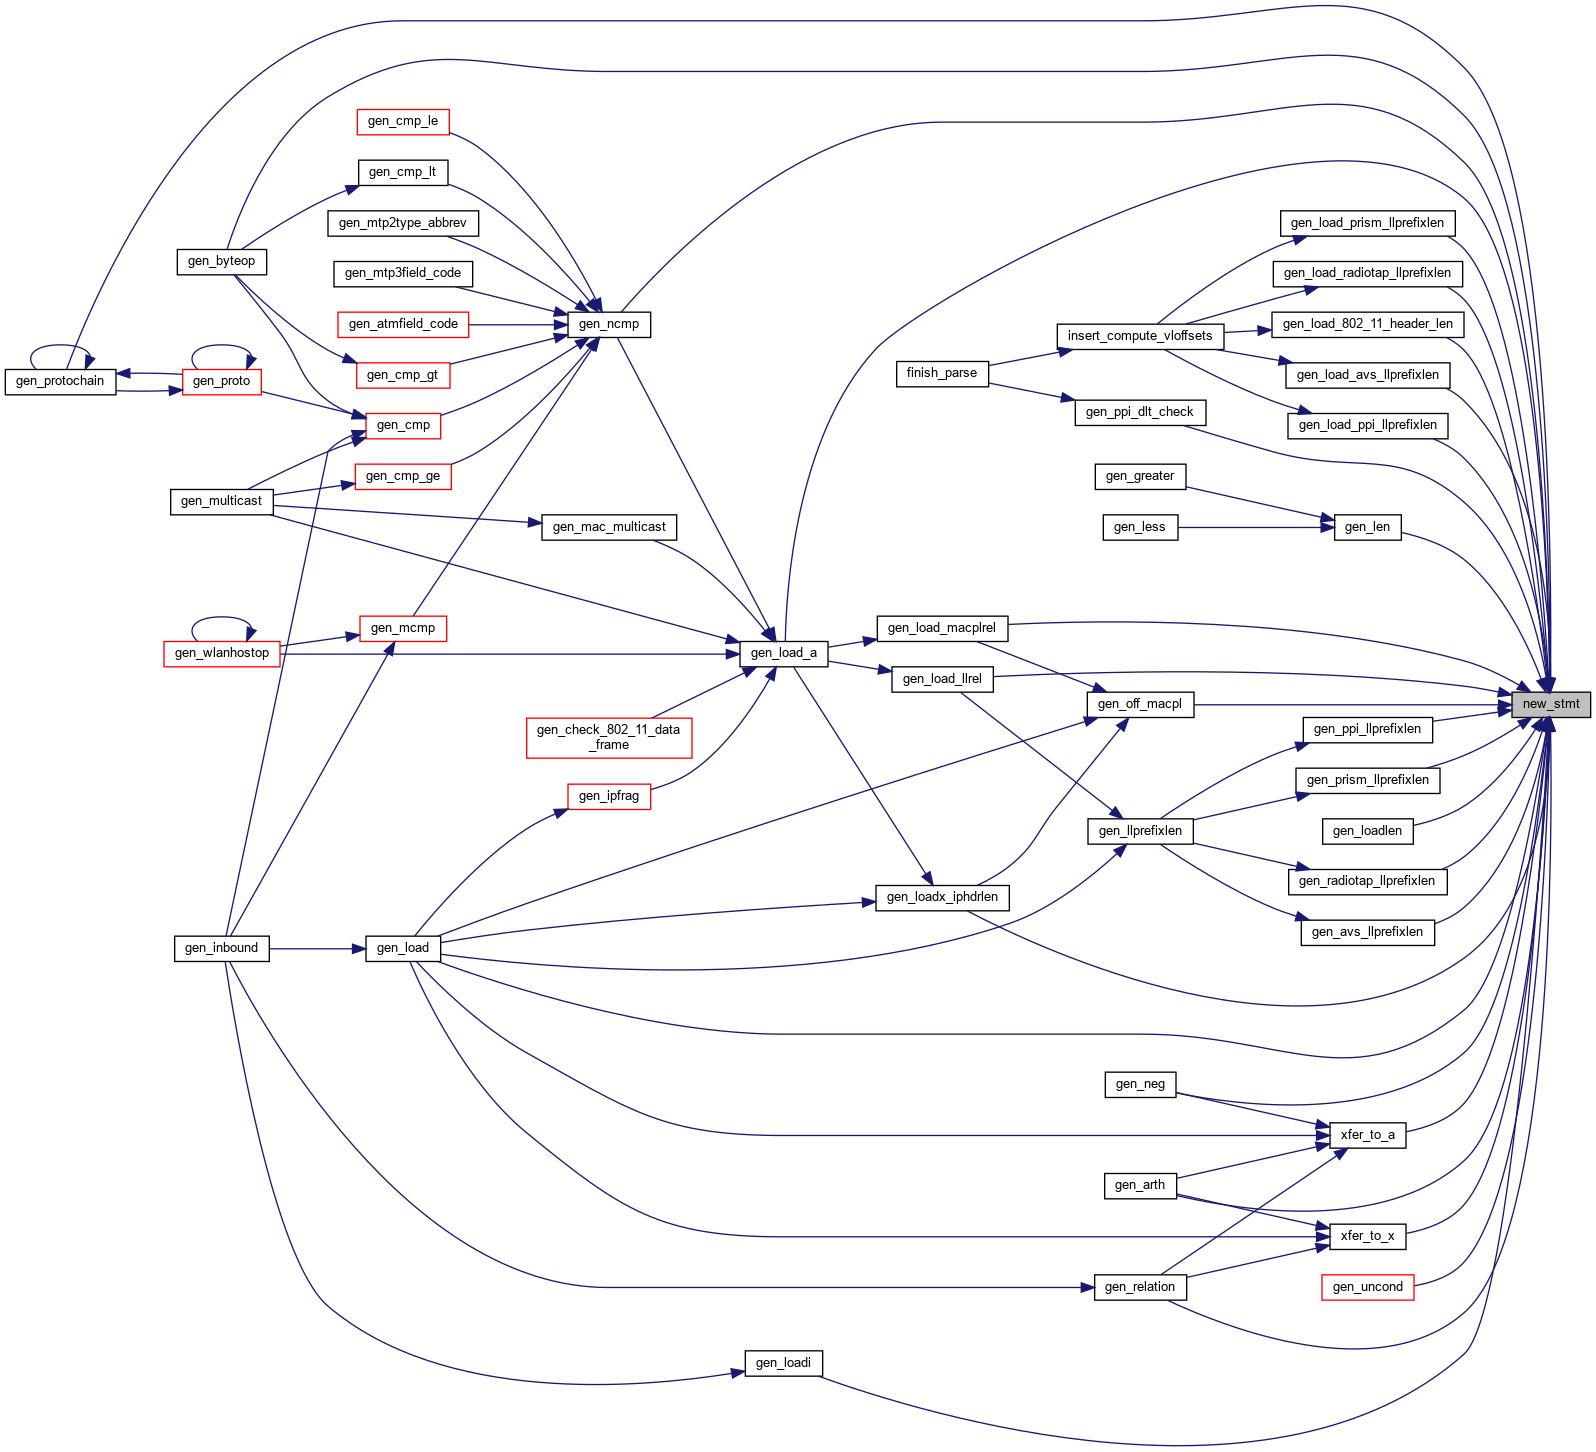 gen_cmp_le
gen_cmp_lt
gen_mtp2type_abbrev
gen_load_prism_llprefixlen
gen_byteop
gen_mtp3field_code
gen_load_radiotap_llprefixlen
gen_atmfield_code
gen_ncmp
gen_load_802_11_header_len
insert_compute_vloffsets
gen_protochain
gen_proto
gen_cmp_gt
finish_parse
gen_load_avs_llprefixlen
gen_ppi_dlt_check
gen_cmp
gen_load_ppi_llprefixlen
gen_cmp_ge
gen_greater
gen_multicast
gen_mac_multicast
gen_less
gen_len
gen_mcmp
gen_load_macplrel
gen_wlanhostop
gen_load_a
gen_load_llrel
gen_off_macpl
new_stmt
gen_check_802_11_data
_frame
gen_ppi_llprefixlen
gen_prism_llprefixlen
gen_ipfrag
gen_llprefixlen
gen_loadlen
gen_radiotap_llprefixlen
gen_loadx_iphdrlen
gen_avs_llprefixlen
gen_inbound
gen_load
gen_neg
xfer_to_a
gen_arth
xfer_to_x
gen_relation
gen_uncond
gen_loadi